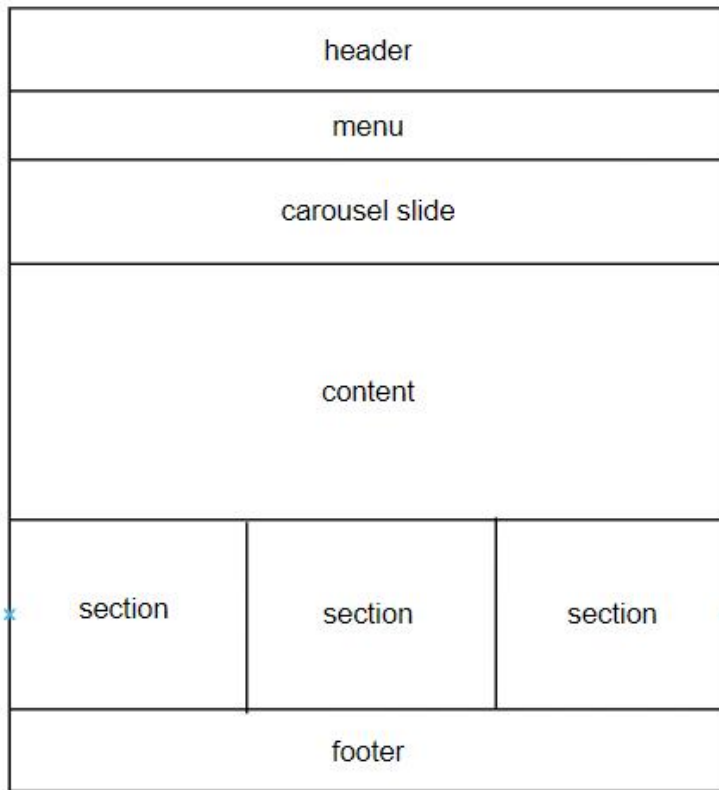 header
menu
carousel slide
content
section
section
section
footer